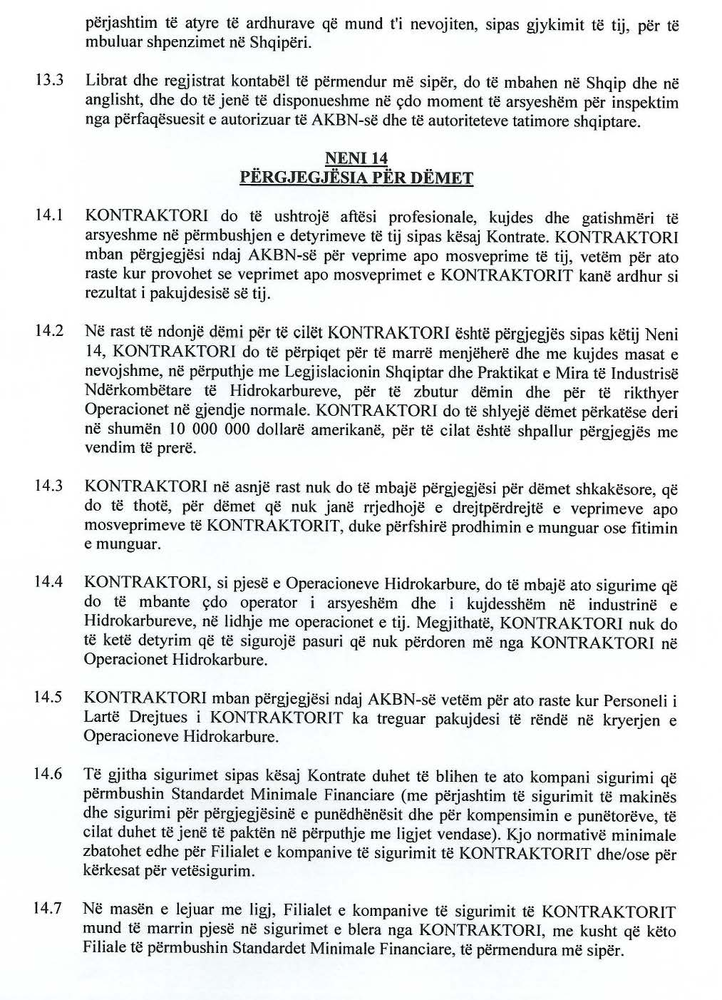 përjashtim të atyre të ardhurave që mund t'i nevojiten, sipas gjykimit të tij, për të
mbuluar shpenzimet në Shqipëri.
13.3 Librat dhe regjistrat kontabël të përmendur më sipër, do të mbahen në Shqip dhe në
anglisht, dhe do të jenë të disponueshme në çdo moment të arsyeshëm për inspektim
nga përfaqësuesit e autorizuar të AKBN-së dhe të autoriteteve tatimore shqiptare.
NENI 14
PËRGJEGJËSIA PËR DËMET
14.1 KONTRAKTORI do të ushtrojë aftësi profesionale, kujdes dhe gatishmëri të
arsyeshme në përmbushjen e detyrimeve të tij sipas kësaj Kontrate. KONTRAKTORI
mban përgjegjësi ndaj AKBN-së për veprime apo mosveprime të tij, vetëm për ato
raste kur provohet se veprimet apo mosveprimet e KONTRAKTORIT kanë ardhur si
rezultat i pakujdesisë së tij.
14.2 Në rast të ndonjë dëmi për të cilët KONTRAKTORI është përgjegjës sipas këtij Neni
14, KONTRAKTORI do të përpiqet për të marrë menjëherë dhe me kujdes masat e
nevojshme, në përputhje me Legjislacionin Shqiptar dhe Praktikat e Mira të Industrisë
Ndërkombëtare të Hidrokarbureve, për të zbutur dëmin dhe për të rikthyer
Operacionet në gjendje normale. KONTRAKTORI do të shlyejë dëmet përkatëse deri
në shumën 10 000 000 dollarë amerikanë, për të cilat është shpallur përgjegjës me
vendim të prerë.
14.3 KONTRAKTORI në asnjë rast nuk do të mbajë përgjegjësi për dëmet shkakësore, që
do të thotë, për dëmet që nuk janë rrjedhojë e drejtpërdrejtë e veprimeve apo
mosveprimeve të KONTRAKTORIT, duke përfshirë prodhimin e munguar ose fitimin
e munguar.
14.4 KONTRAKTORI, si pjesë e Operacioneve Hidrokarbure, do të mbajë ato sigurime që
do të mbante çdo operator i arsyeshëm dhe i kujdesshëm në industrinë e
Hidrokarbureve, në lidhje me operacionet e tij. Megjithatë, KONTRAKTORI nuk do
të ketë detyrim që të sigurojë pasuri që nuk përdoren më nga KONTRAKTORI në
Operacionet Hidrokarbure.
14.5 KONTRAKTORI mban përgjegjësi ndaj AKBN-së vetëm për ato raste kur Personeli i
Lartë Drejtues i KONTRAKTORIT ka treguar pakujdesi të rëndë në kryerjen e
Operacioneve Hidrokarbure.
14.6 Të gjitha sigurimet sipas kësaj Kontrate duhet të blihen te ato kompani sigurimi që
përmbushin Standardet Minimale Financiare (me përjashtim të sigurimit të makinës
dhe sigurimi për përgjegjësinë e punëdhënësit dhe për kompensimin e punëtorëve, të
cilat duhet të jenë të paktën në përputhje me ligjet vendase). Kjo normativë minimale
zbatohet edhe për Filialet e kompanive të sigurimit të KONTRAKTORIT dhe/ose për
kërkesat për vetësigurim.
14.7 Në masën e lejuar me ligj, Filialet e kompanive të sigurimit të KONTRAKTORIT
mund të marrin pjesë në sigurimet e blera nga KONTRAKTORI, me kusht që këto
Filiale të përmbushin Standardet Minimale Financiare, të përmendura më sipër.